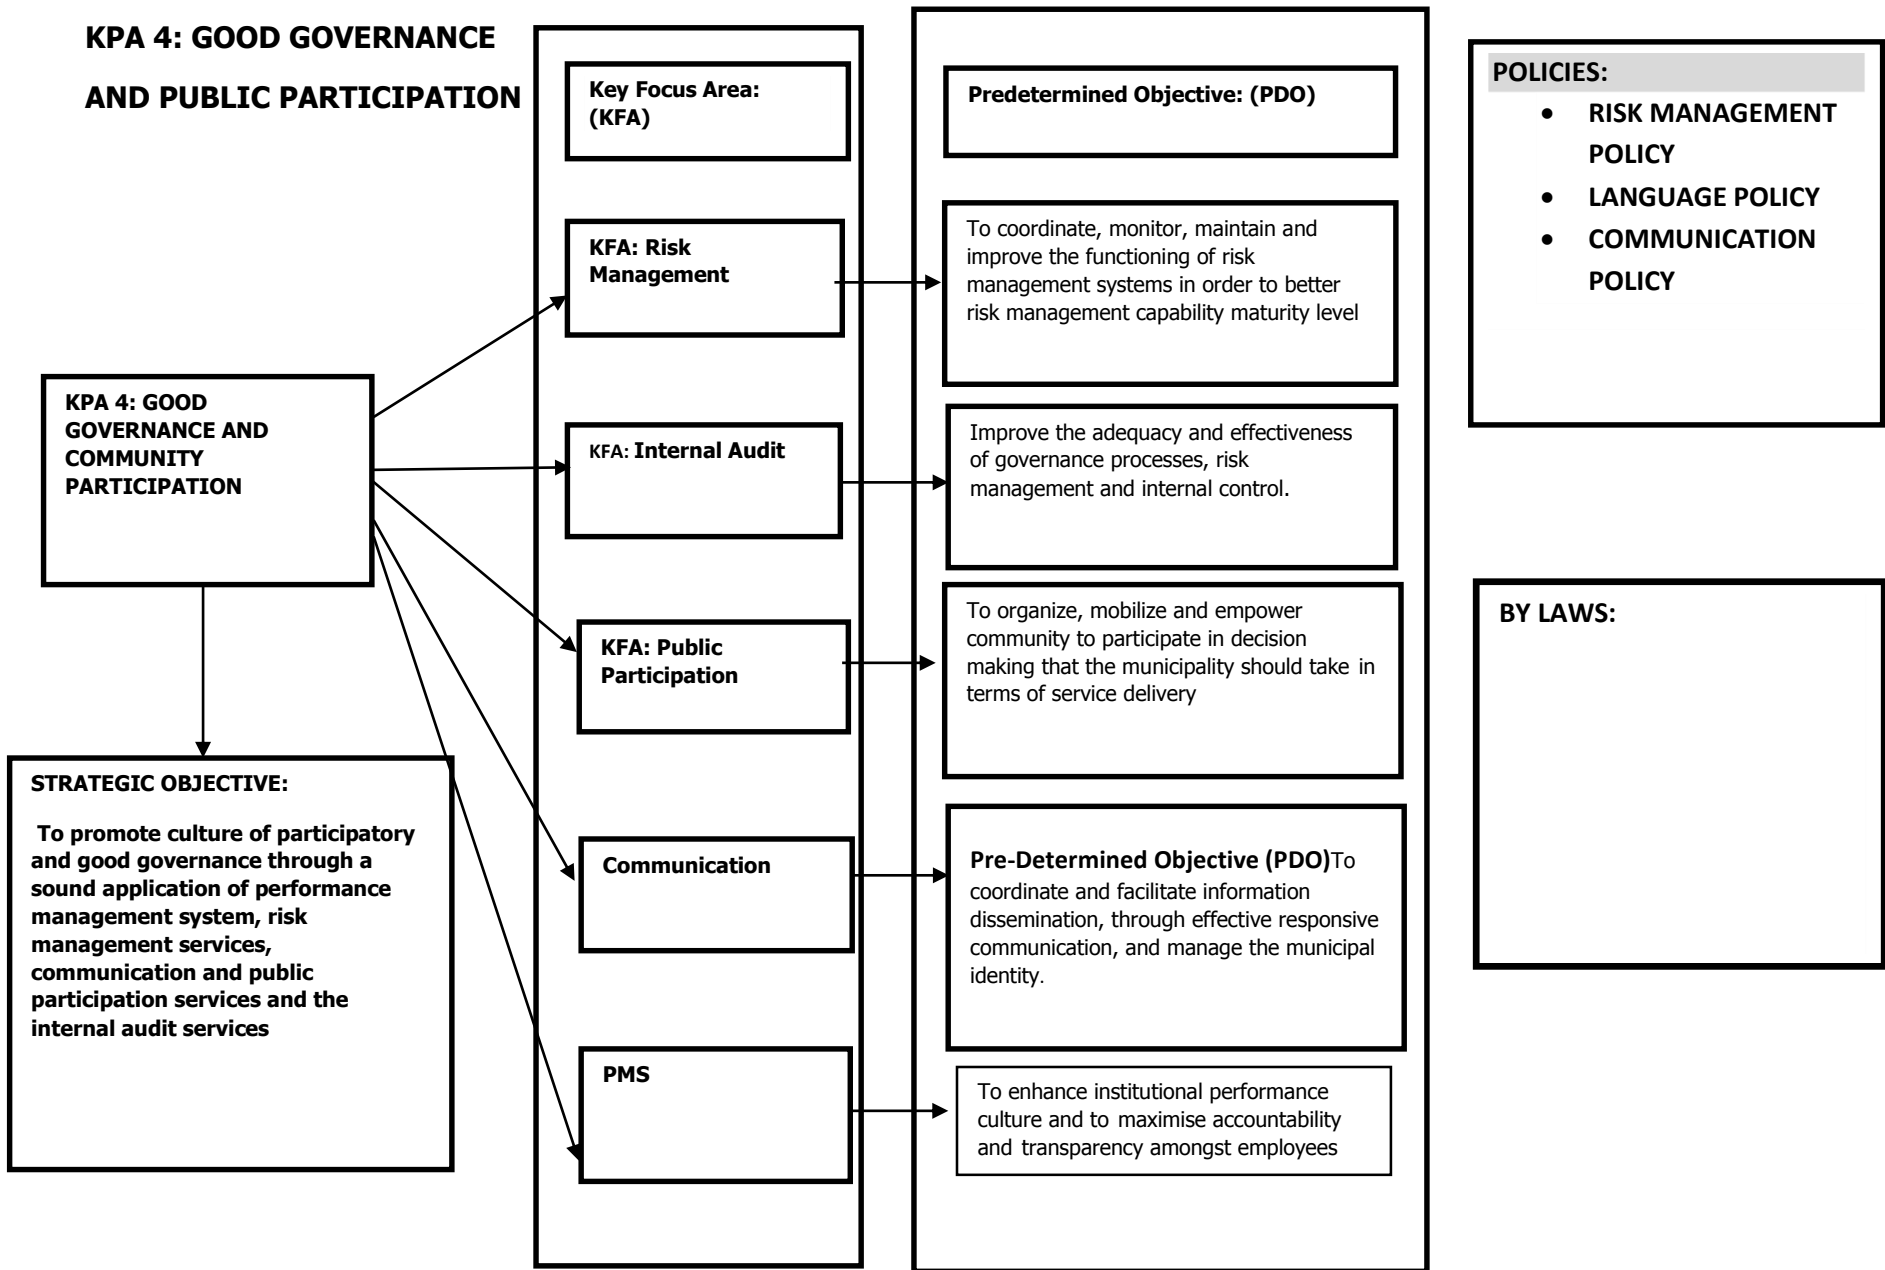 KPA 4: GOOD GOVERNANCE
AND PUBLIC PARTICIPATION
KPA 4: GOOD
GOVERNANCE AND
COMMUNITY
PARTICIPATION
STRATEGIC OBJECTIVE:
To promote culture of participatory
and good governance through a
sound application of performance
management system, risk
management services,
communication and public
participation services and the
internal audit services
Key Focus Area:
(KFA)
KFA: Risk
Management
KFA: Internal Audit
KFA: Public
Participation
Communication
PMS
Predetermined Objective: (PDO)
To coordinate, monitor, maintain and
improve the functioning of risk
management systems in order to better
risk management capability maturity level
Improve the adequacy and effectiveness
of governance processes, risk
management and internal control.
To organize, mobilize and empower
community to participate in decision
making that the municipality should take in
terms of service delivery
Pre-Determined Objective (PDO)To
coordinate and facilitate information
dissemination, through effective responsive
communication, and manage the municipal
identity.
To enhance institutional performance
culture and to maximise accountability
and transparency amongst employees
POLICIES:
• RISK MANAGEMENT
POLICY
• LANGUAGE POLICY
• COMMUNICATION
POLICY
BY LAWS: